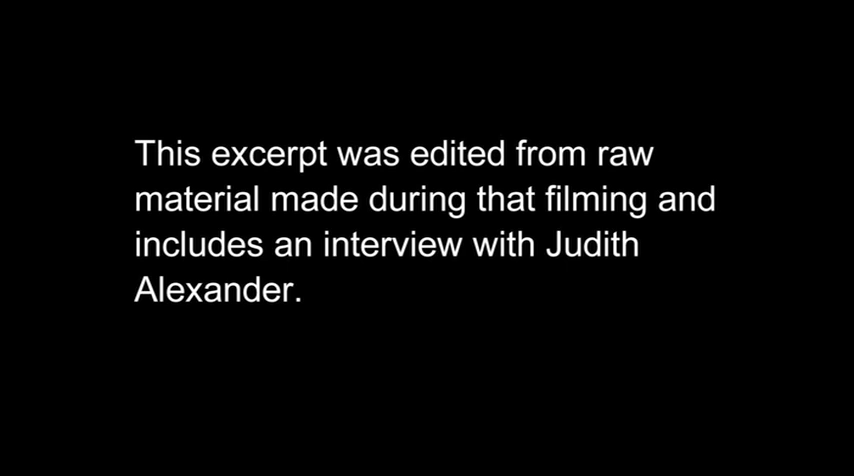 This excerpt was edited from raw
material made during that filming and
includes an interview with Judith
Alexander.